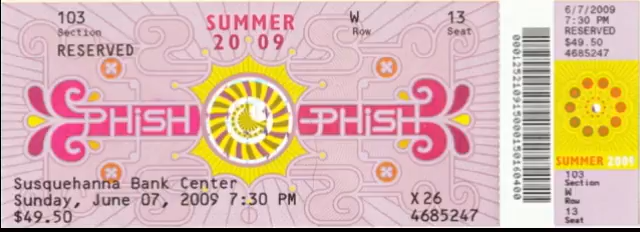 103 W 13
Section Row Seat
RESERVED
SUMMER
2009
PHiSH PHiSH
Susquehanna Bank Center
Sunday, June 07, 2009 7:30 PM X26
$49.50 4685247
6/7/2009
7:30 PM
RESERVED
$49.50
4685247
SUMMER 2009
103
Section
W
Row
13
Seat